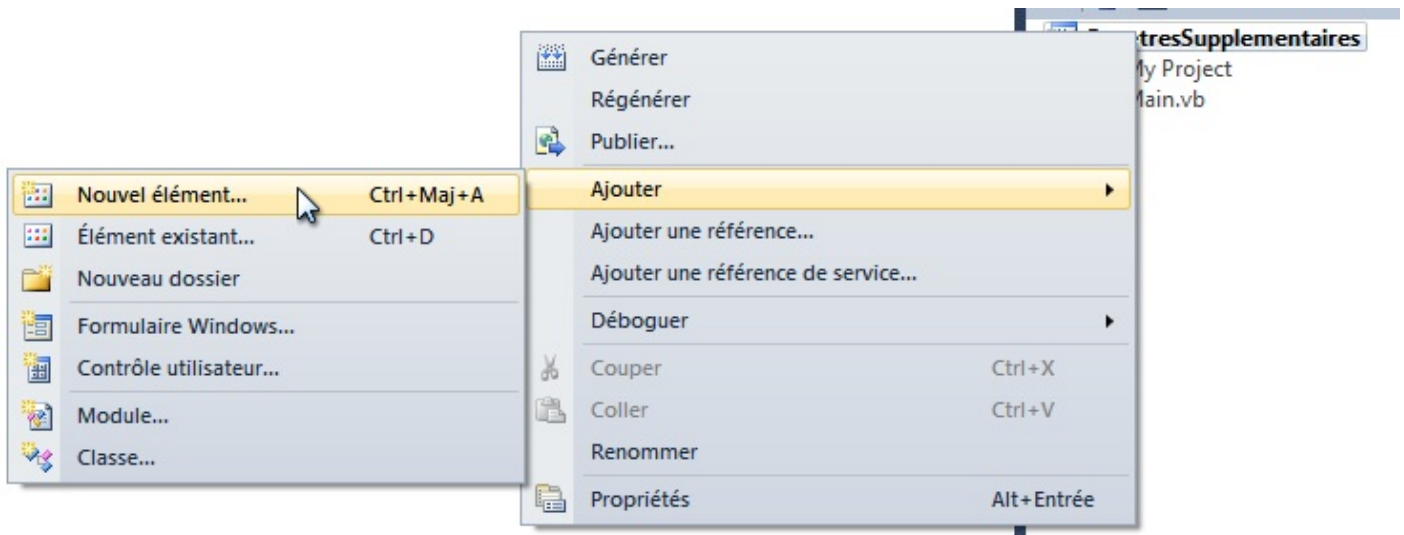 tresSupplementaires
My Project
Main.vb
Générer
Régénérer
Publier...
Ajouter
Ajouter une référence...
Ajouter une référence de service...
Déboguer
Couper Ctrl+X
Coller Ctrl+V
Renommer
Propriétés Alt+Entrée
Nouvel élément... Ctrl+Maj+A
Élément existant... Ctrl+D
Nouveau dossier
Formulaire Windows...
Contrôle utilisateur...
Module...
Classe...